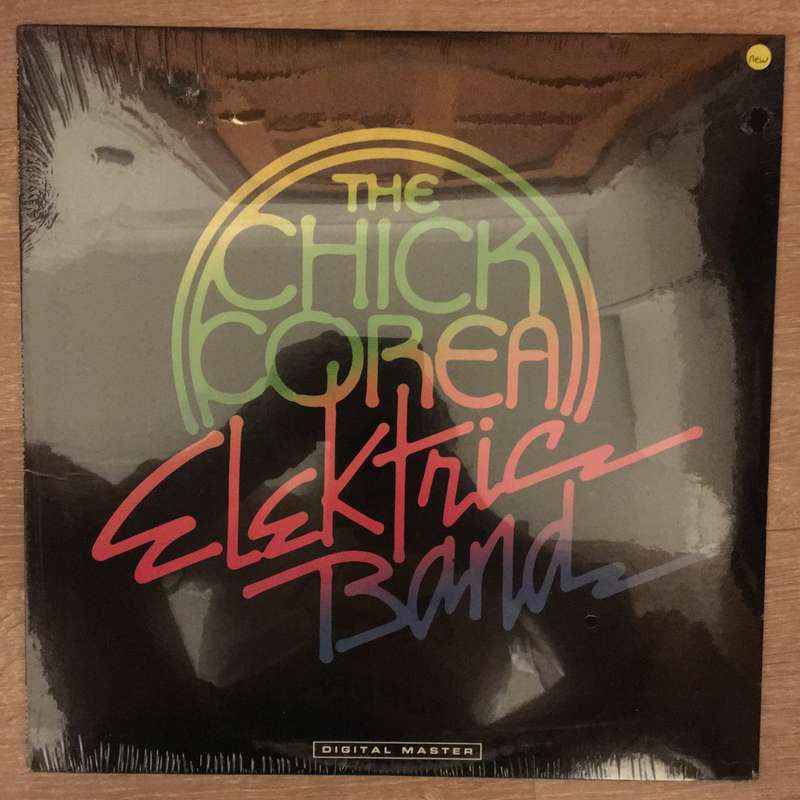 new
THE
CHICK
COREA
Elektric
Band
DIGITAL MASTER